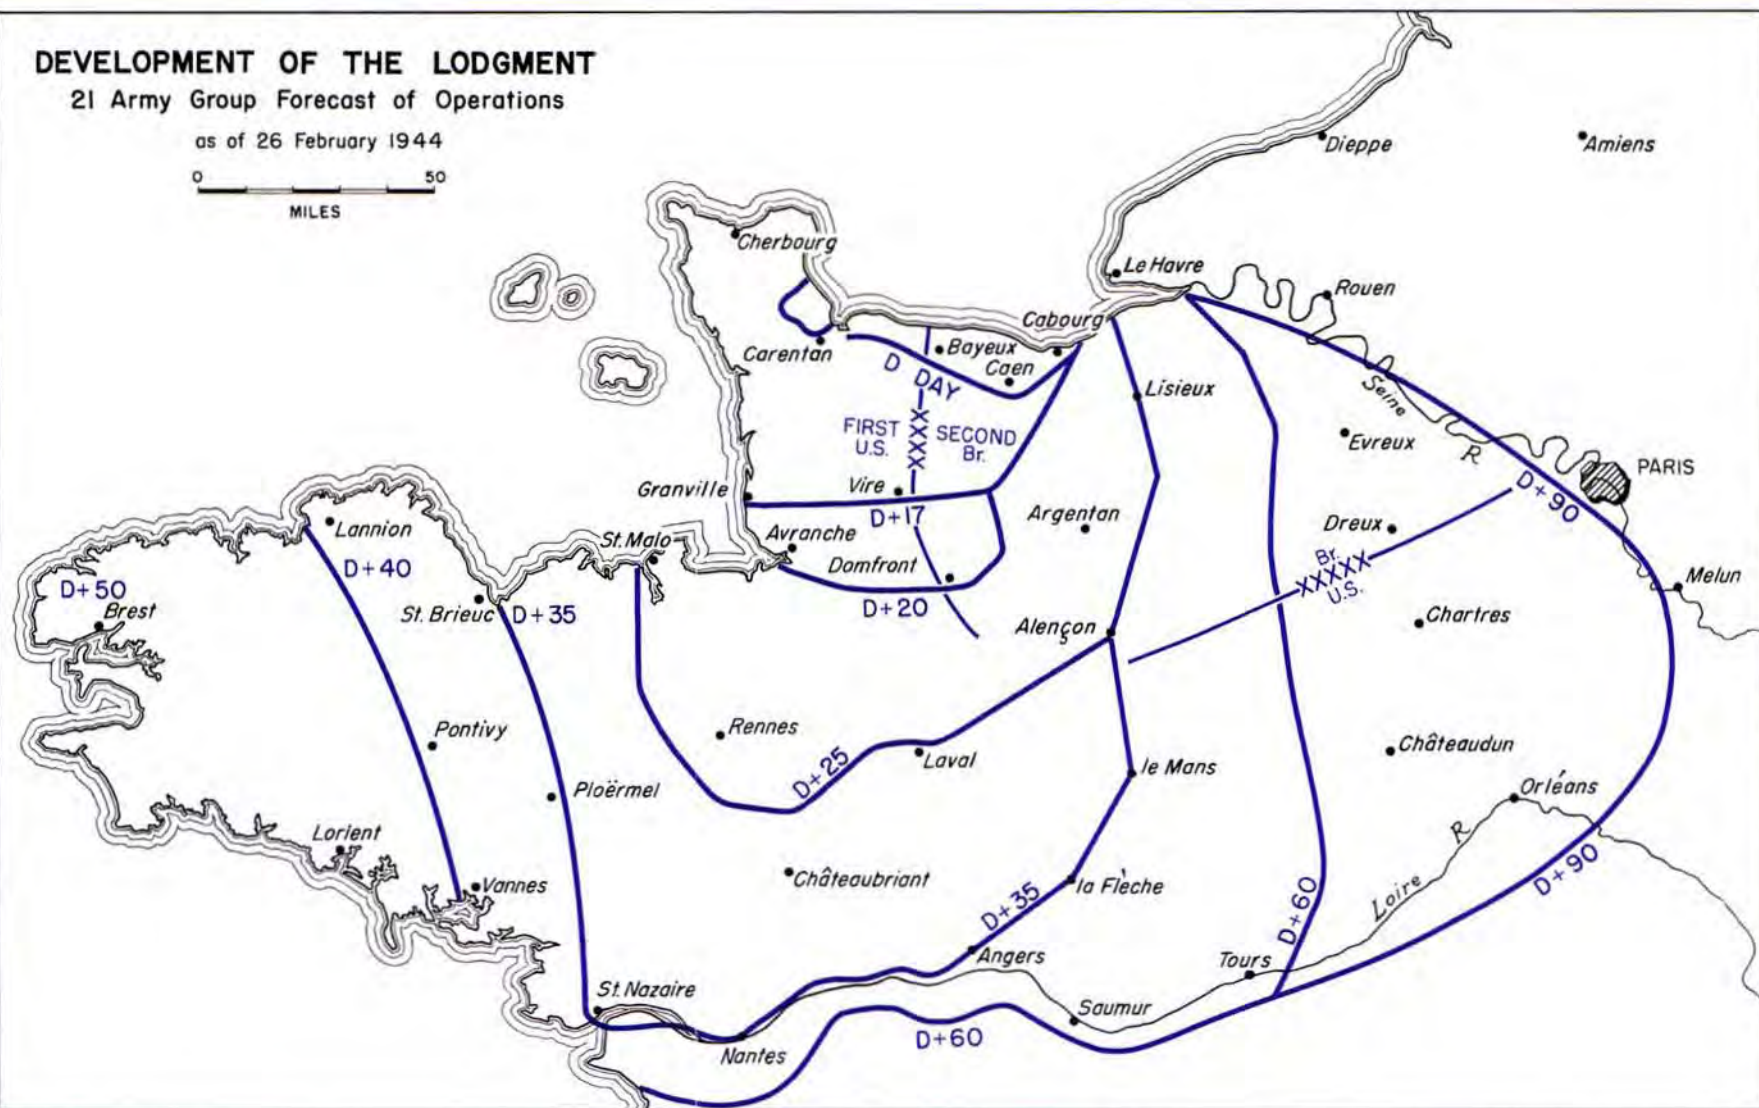 DEVELOPMENT OF THE LODGMENT
21 Army Group Forecast of Operations
as of 26 February 1944
0 50
MILES
Dieppe
Amiens
Cherbourg
Le Havre
Rouen
Cabourg
Carentan
Bayeux
Caen
D DAY
Lisieux
Seine
R
Evreux
FIRST
U.S.
SECOND
Br.
XXXXX
PARIS
Granville
Vire
D+17
D+90
Lannion
St. Malo
Avranche
Argentan
Dreux
D+40
Domfront
Br.
XXXXX
U.S.
Melun
D+50
Brest
St. Brieuc
D+35
D+20
Alençon
Chartres
Pontivy
Rennes
D+25
Laval
le Mans
Châteaudun
Orléans
Ploërmel
Lorient
R
Vannes
Châteaubriant
la Flèche
D+35
Loire
D+60
D+90
Angers
Tours
St. Nazaire
Saumur
Nantes
D+60